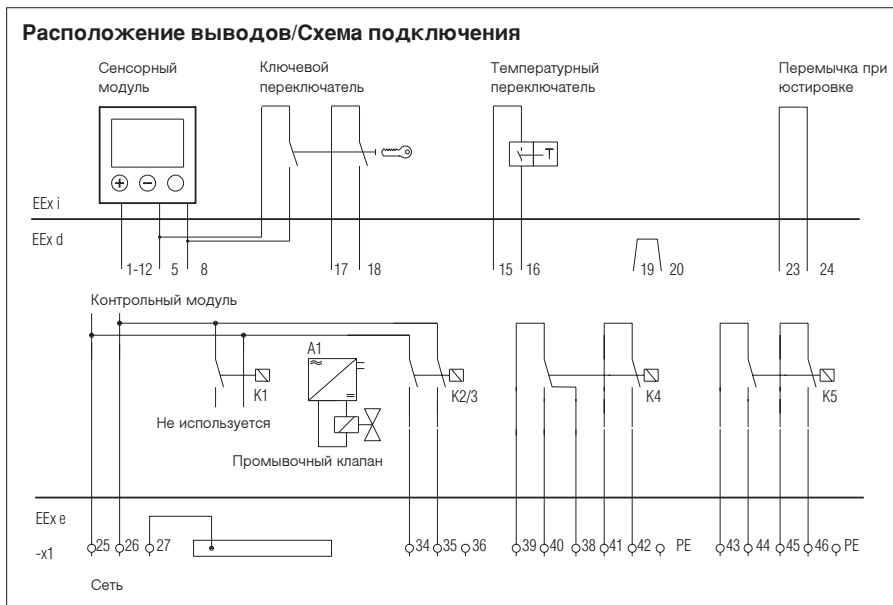 Расположение выводов/Схема подключения
Сенсорный
модуль
Ключевой
переключатель
Температурный
переключатель
Перемычка при
юстировке
EEx i
EEx d
1-12 5 8 17 18 15 16 19 20 23 24
Контрольный модуль
A1
K1 K2/3 K4 K5
Не используется
Промывочный клапан
EEx e
-x1 25 26 27 34 35 36 39 40 38 41 42 PE 43 44 45 46 PE
Сеть